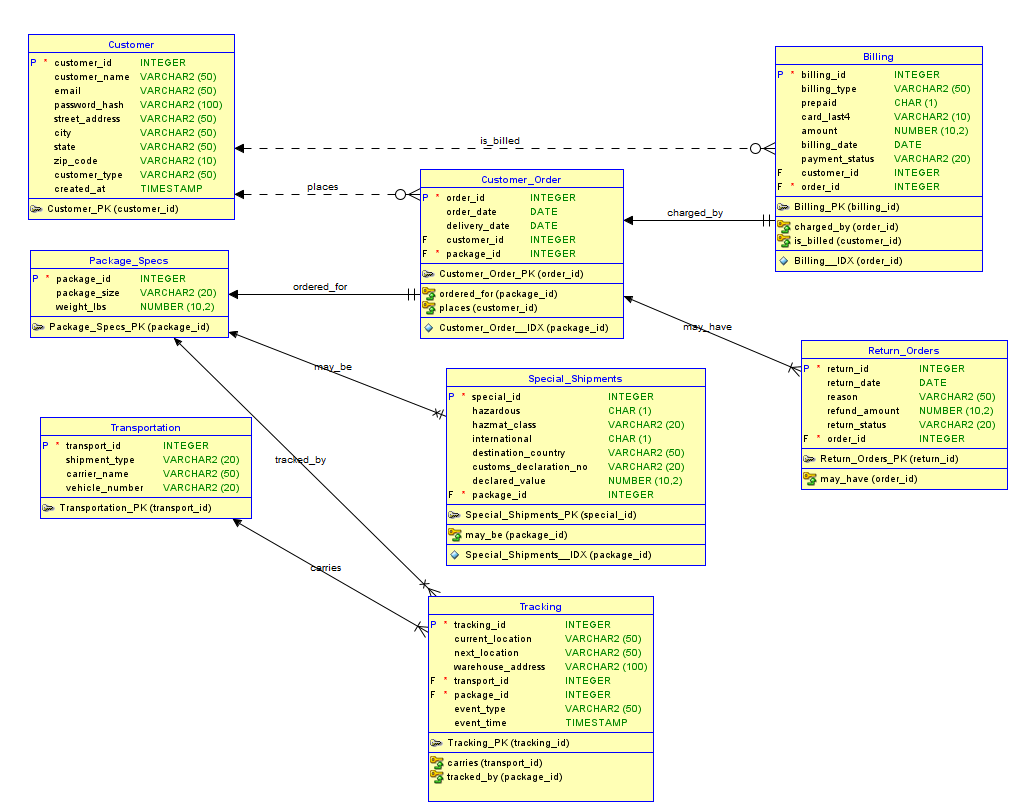 Customer
P * customer_id INTEGER
customer_name VARCHAR2 (50)
email VARCHAR2 (50)
password_hash VARCHAR2 (100)
street_address VARCHAR2 (50)
city VARCHAR2 (50)
state VARCHAR2 (50)
zip_code VARCHAR2 (10)
customer_type VARCHAR2 (50)
created_at TIMESTAMP
Customer_PK (customer_id)
Billing
P * billing_id INTEGER
billing_type VARCHAR2 (50)
prepaid CHAR (1)
card_last4 VARCHAR2 (10)
amount NUMBER (10,2)
billing_date DATE
payment_status VARCHAR2 (20)
F customer_id INTEGER
F * order_id INTEGER
Billing_PK (billing_id)
charged_by (order_id)
is_billed (customer_id)
Billing__IDX (order_id)
is_billed
places
Customer_Order
P * order_id INTEGER
order_date DATE
delivery_date DATE
F customer_id INTEGER
F * package_id INTEGER
Customer_Order_PK (order_id)
ordered_for (package_id)
places (customer_id)
Customer_Order__IDX (package_id)
charged_by
Package_Specs
P * package_id INTEGER
package_size VARCHAR2 (20)
weight_lbs NUMBER (10,2)
Package_Specs_PK (package_id)
ordered_for
may_have
Return_Orders
P * return_id INTEGER
return_date DATE
reason VARCHAR2 (50)
refund_amount NUMBER (10,2)
return_status VARCHAR2 (20)
F * order_id INTEGER
Return_Orders_PK (return_id)
may_have (order_id)
may_be
Special_Shipments
P * special_id INTEGER
hazardous CHAR (1)
hazmat_class VARCHAR2 (20)
international CHAR (1)
destination_country VARCHAR2 (50)
customs_declaration_no VARCHAR2 (20)
declared_value NUMBER (10,2)
F * package_id INTEGER
Special_Shipments_PK (special_id)
may_be (package_id)
Special_Shipments__IDX (package_id)
Transportation
P * transport_id INTEGER
shipment_type VARCHAR2 (20)
carrier_name VARCHAR2 (50)
vehicle_number VARCHAR2 (20)
Transportation_PK (transport_id)
tracked_by
carries
Tracking
P * tracking_id INTEGER
current_location VARCHAR2 (50)
next_location VARCHAR2 (50)
warehouse_address VARCHAR2 (100)
F * transport_id INTEGER
F * package_id INTEGER
event_type VARCHAR2 (50)
event_time TIMESTAMP
Tracking_PK (tracking_id)
carries (transport_id)
tracked_by (package_id)